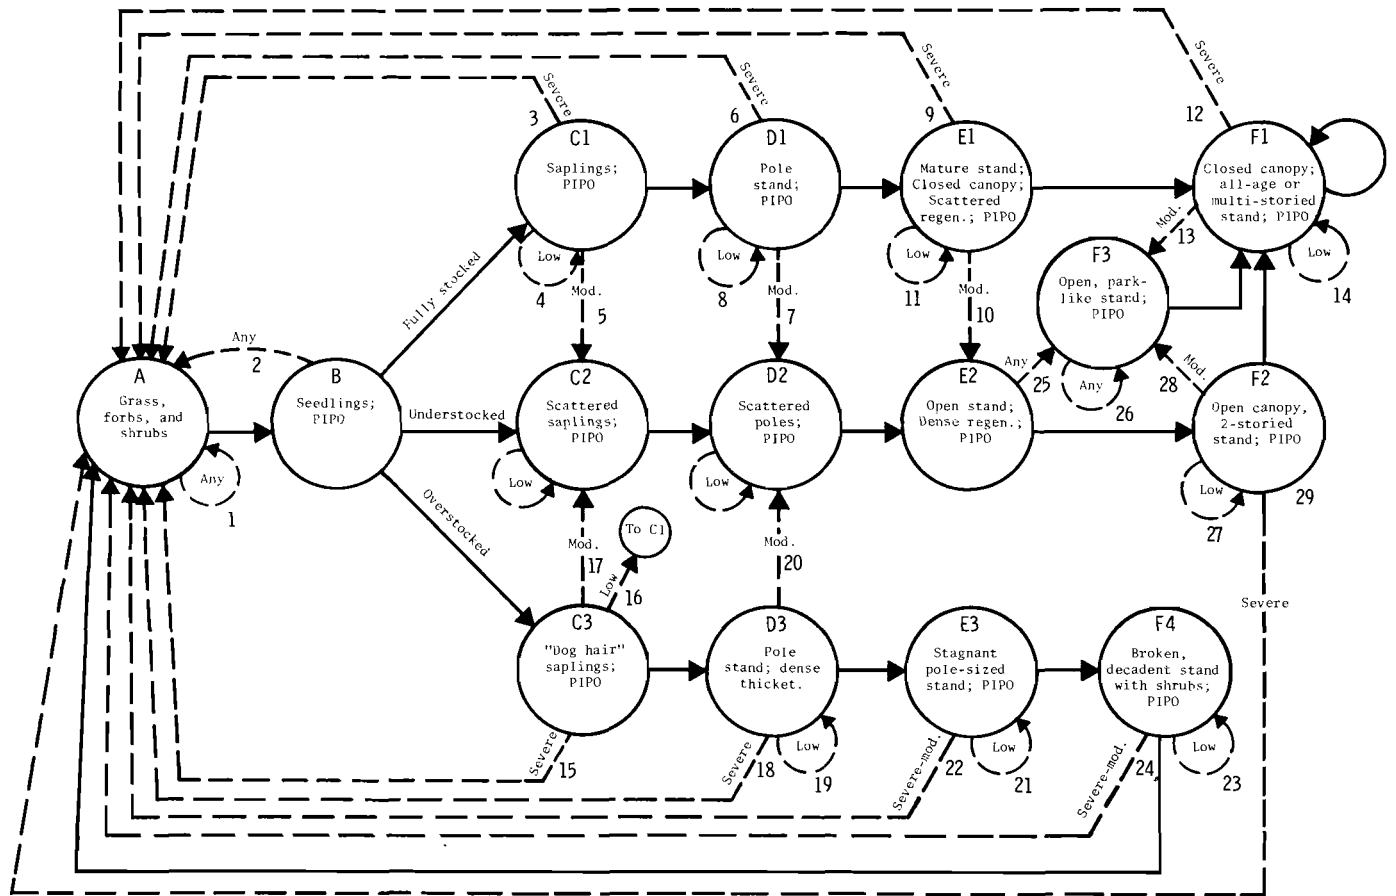 Severe
Severe
Severe
Severe
3
6
9
12
C1
Saplings;
PIPO
D1
Pole
stand;
PIPO
E1
Mature stand;
Closed canopy;
Scattered
regen.; PIPO
F1
Closed canopy;
all-age or
multi-storied
stand; PIPO
Low
4
Mod.
5
Low
8
Mod.
7
Low
11
Mod.
10
Mod.
13
Low
14
F3
Open, park-
like stand;
PIPO
Fully stocked
Any
2
A
Grass,
forbs, and
shrubs
Any
1
B
Seedlings;
PIPO
Understocked
C2
Scattered
saplings;
PIPO
Low
D2
Scattered
poles;
PIPO
Low
E2
Open stand;
Dense regen.;
PIPO
Any
25
Any
26
Mod.
28
F2
Open canopy,
2-storied
stand; PIPO
Low
27
29
Overstocked
Mod.
17
To C1
Low
16
Mod.
20
Severe
C3
"Dog hair"
saplings;
PIPO
D3
Pole
stand; dense
thicket.
E3
Stagnant
pole-sized
stand; PIPO
F4
Broken,
decadent stand
with shrubs;
PIPO
Severe
15
Severe
18
Low
19
Severe-mod.
22
Low
21
Severe-mod.
24
Low
23